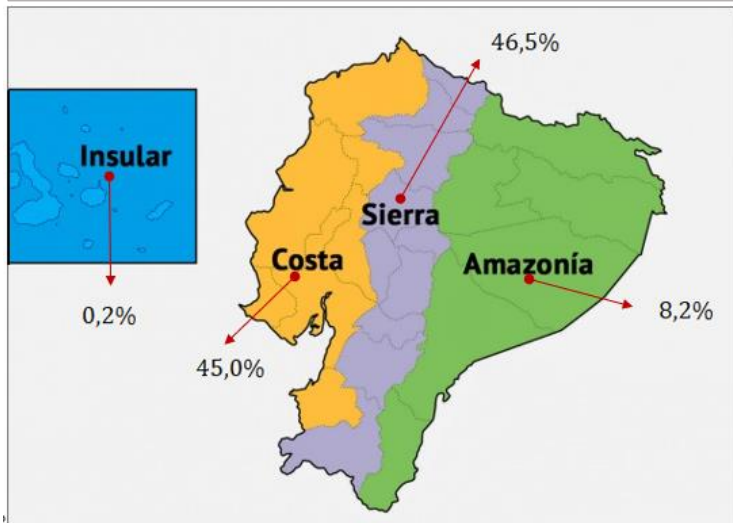 46,5%
Insular
Sierra
Costa
Amazonía
0,2%
8,2%
45,0%